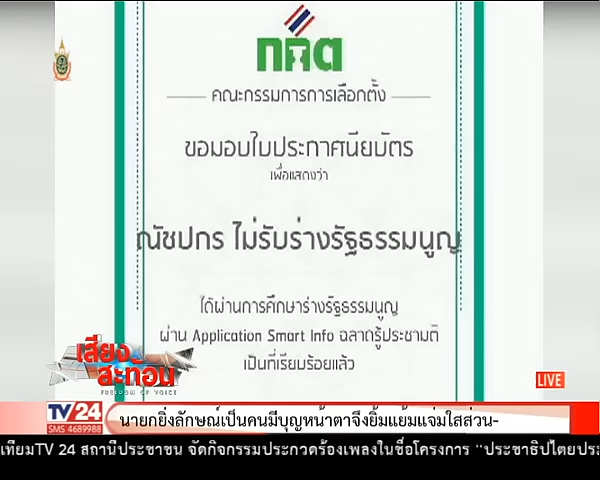 กกต
คณะกรรมการการเลือกตั้ง
ขอมอบใบประกาศนียบัตร
เพื่อแสดงว่า
ณัชปกร ไม่รับร่างรัฐธรรมนูญ
ได้ผ่านการศึกษาร่างรัฐธรรมนูญ
ผ่าน Application Smart Info ฉลาดรู้ประชามติ
เป็นที่เรียบร้อยแล้ว
เสียง
สะท้อน
FREEDOM OF VOICE
LIVE
TV24
SMS 4689988
นายกยิ่งลักษณ์เป็นคนมีบุญหน้าตาจึงยิ้มแย้มแจ่มใสส่วน-
เทียมTV 24 สถานีประชาชน จัดกิจกรรมประกวดร้องเพลงในชื่อโครงการ "ประชาธิปไตยประ